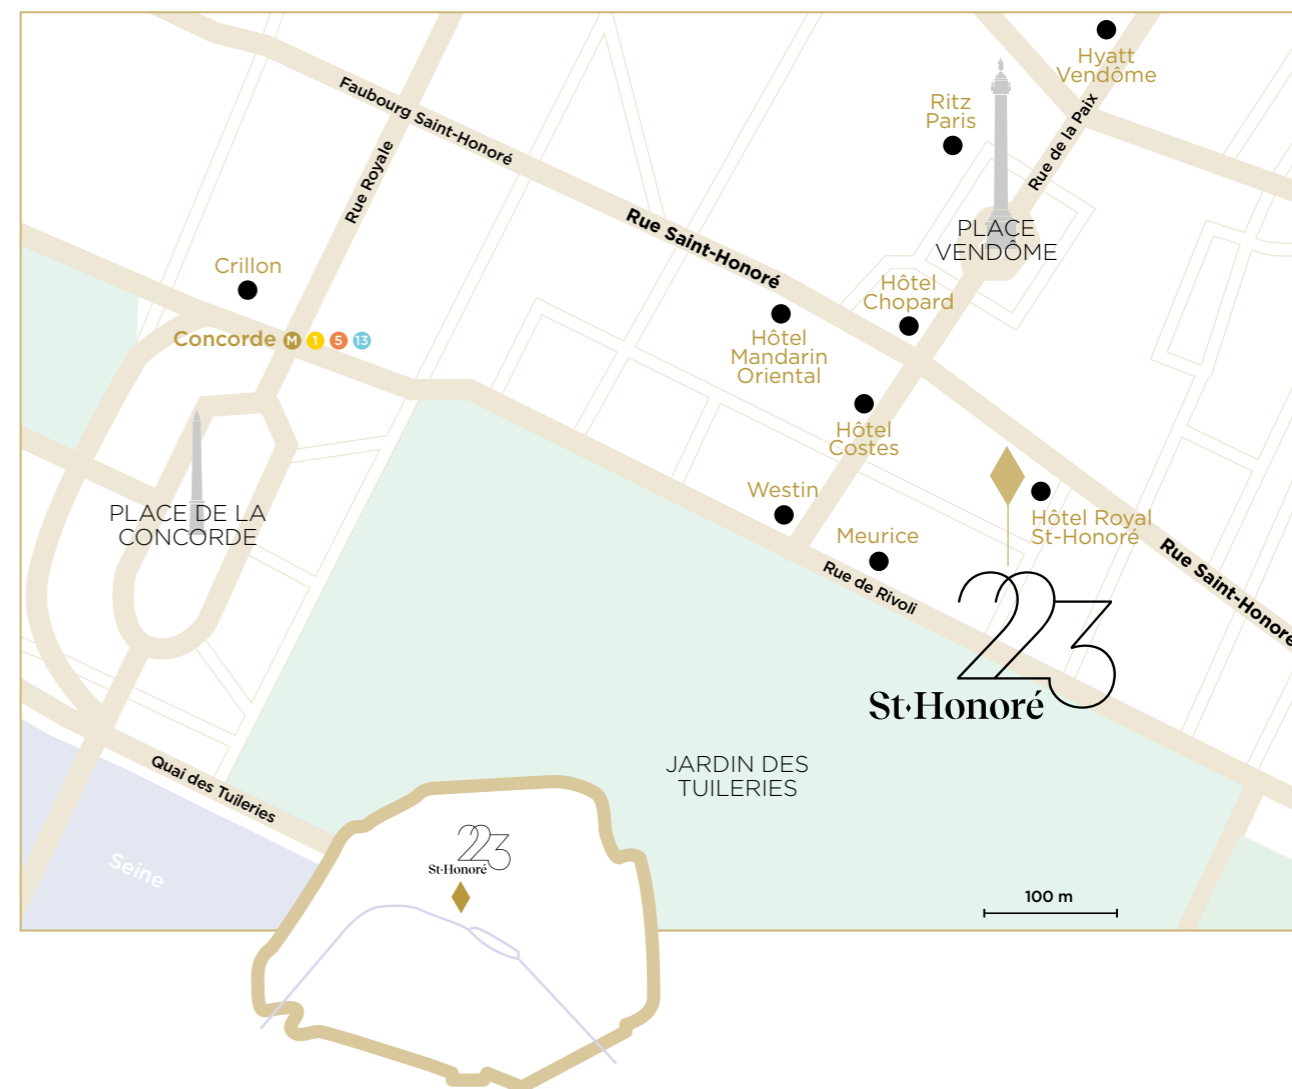 Hyatt
Vendôme
Ritz
Paris
Faubourg Saint-Honoré
Rue de la Paix
Rue Royale
Rue Saint-Honoré
PLACE
VENDÔME
Crillon
Hôtel
Chopard
Concorde M 1 5 13
Hôtel
Mandarin
Oriental
Hôtel
Costes
Westin
PLACE DE LA
CONCORDE
Hôtel Royal
St-Honoré
Meurice
Rue de Rivoli
Rue Saint-Honoré
223
St·Honoré
Quai des Tuileries
JARDIN DES
TUILERIES
Seine
223
St·Honoré
100 m